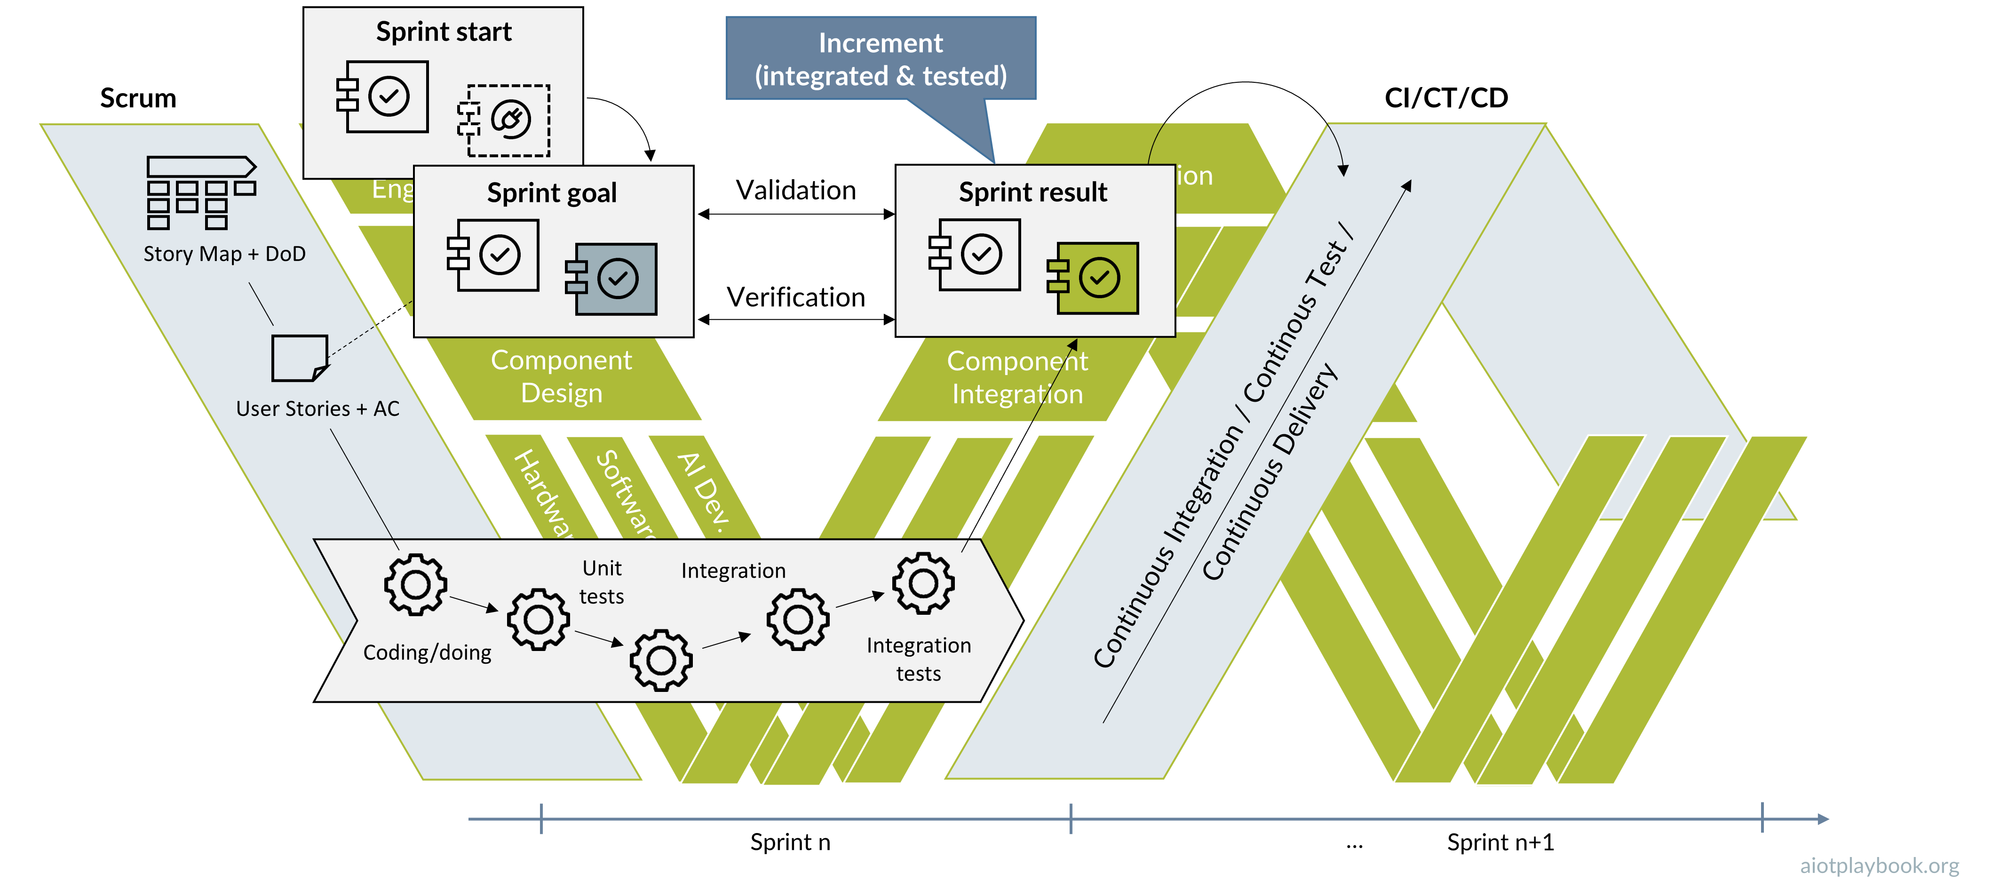 Sprint start
Increment
(integrated & tested)
Scrum
CI/CT/CD
Eng
Sprint goal
Validation
Sprint result
ion
Story Map + DoD
Verification
Component
Design
Component
Integration
User Stories + AC
Hardwar
Software
AI Dev.
Continuous Integration / Continous Test /
Continuous Delivery
Unit
tests
Integration
Coding/doing
Integration
tests
Sprint n
...
Sprint n+1
aiotplaybook.org